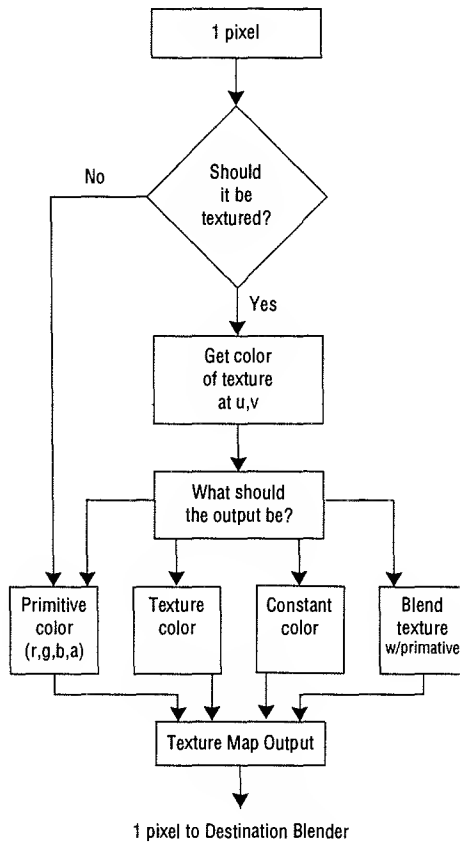 1 pixel
Should
it be
textured?
No
Yes
Get color
of texture
at u,v
What should
the output be?
Primitive
color
(r,g,b,a)
Texture
color
Constant
color
Blend
texture
w/primative
Texture Map Output
1 pixel to Destination Blender